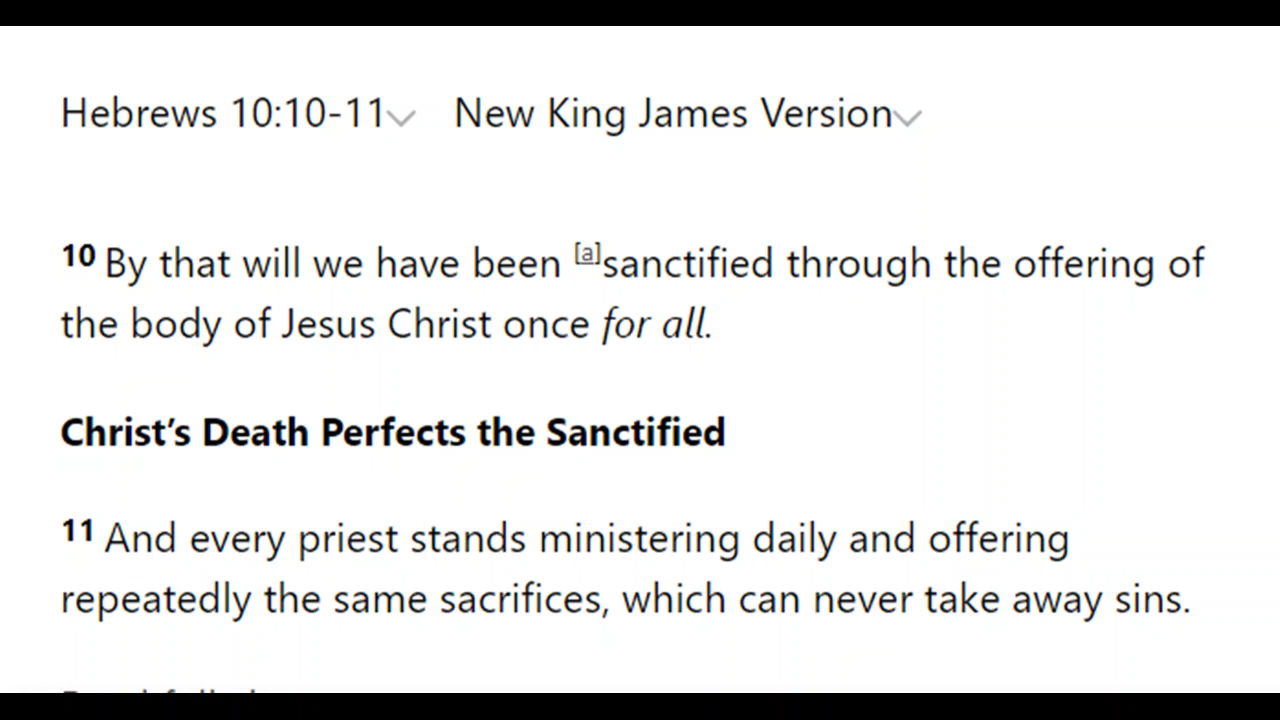 Hebrews 10:10-11 New King James Version
10 By that will we have been [a]sanctified through the offering of
the body of Jesus Christ once for all.
Christ's Death Perfects the Sanctified
11 And every priest stands ministering daily and offering
repeatedly the same sacrifices, which can never take away sins.